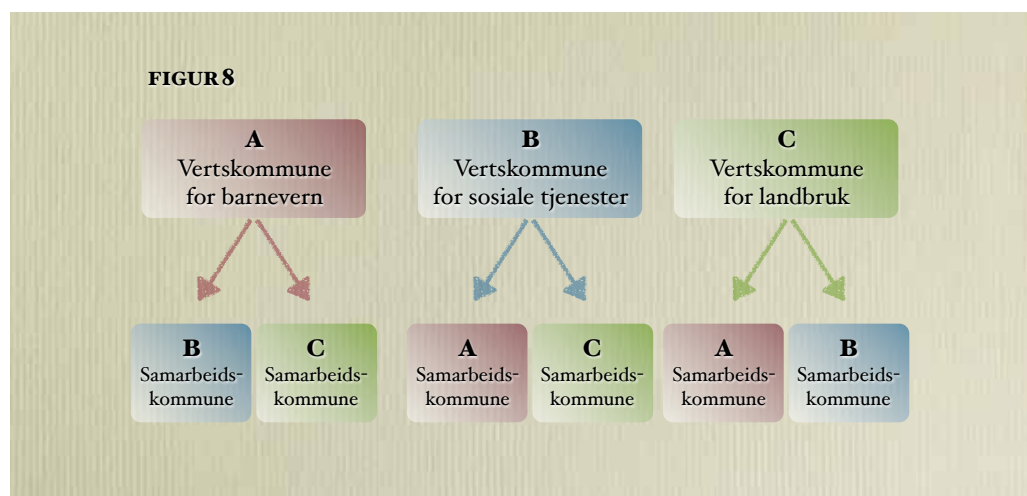 FIGUR 8
A
Vertskommune
for barnevern
B
Vertskommune
for sosiale tjenester
C
Vertskommune
for landbruk
B
Samarbeids-
kommune
C
Samarbeids-
kommune
A
Samarbeids-
kommune
C
Samarbeids-
kommune
A
Samarbeids-
kommune
B
Samarbeids-
kommune